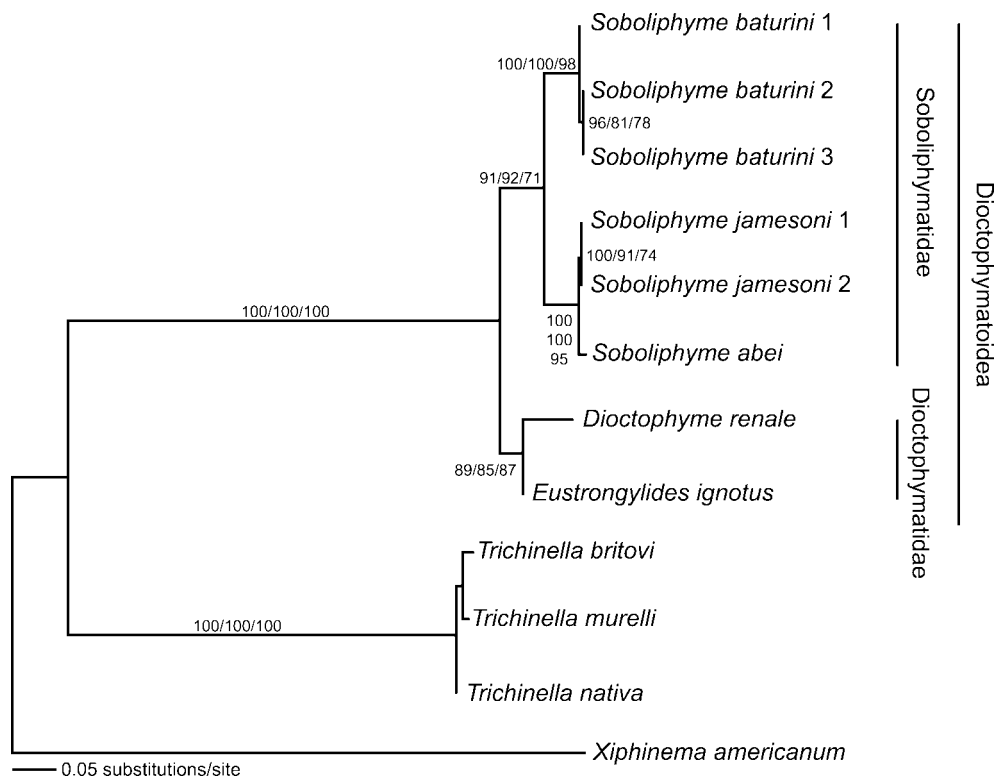 Soboliphyme baturini 1
100/100/98
Soboliphyme baturini 2
96/81/78
Soboliphyme baturini 3
91/92/71
Soboliphyme jamesoni 1
100/91/74
Soboliphyme jamesoni 2
100/100/100
100
100
95
Soboliphyme abei
Dioctophyme renale
89/85/87
Eustrongylides ignotus
Trichinella britovi
Trichinella murelli
100/100/100
Trichinella nativa
Xiphinema americanum
0.05 substitutions/site
Soboliphymatidae
Dioctophymatidae
Dioctophymatoidea